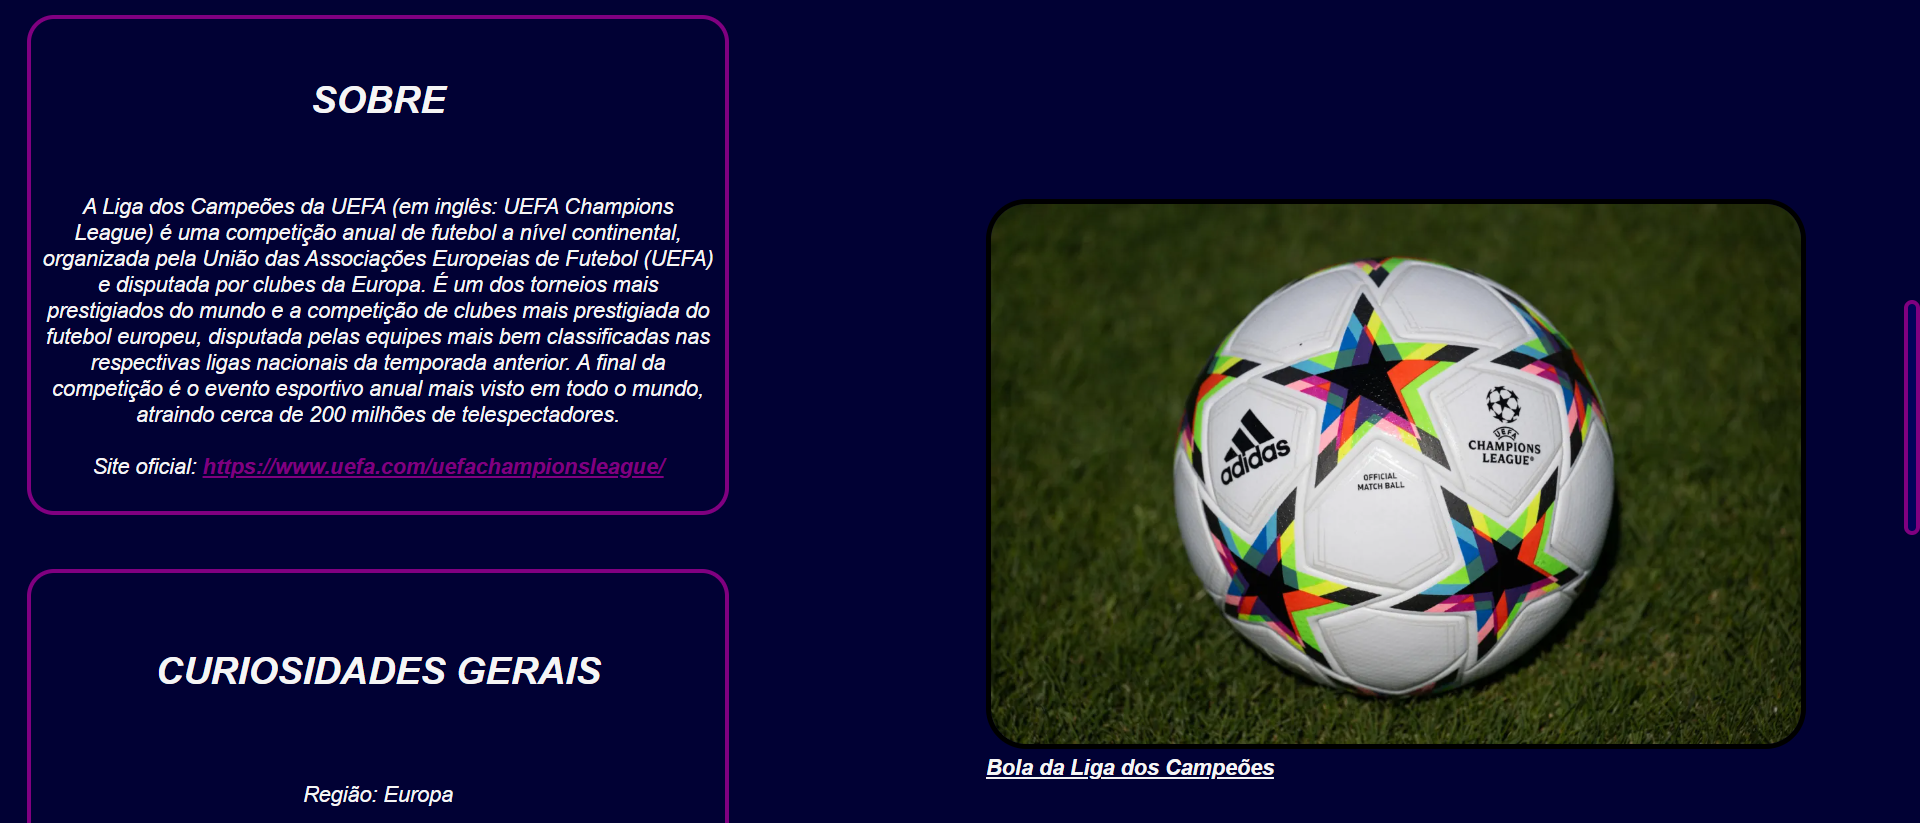 SOBRE
A Liga dos Campeões da UEFA (em inglês: UEFA Champions
League) é uma competição anual de futebol a nível continental,
organizada pela União das Associações Europeias de Futebol (UEFA)
e disputada por clubes da Europa. É um dos torneios mais
prestigiados do mundo e a competição de clubes mais prestigiada do
futebol europeu, disputada pelas equipes mais bem classificadas nas
respectivas ligas nacionais da temporada anterior. A final da
competição é o evento esportivo anual mais visto em todo o mundo,
atraindo cerca de 200 milhões de telespectadores.
Site oficial: https://www.uefa.com/uefachampionsleague/
CURIOSIDADES GERAIS
Região: Europa
adidas
OFFICIAL
MATCH BALL
UEFA
CHAMPIONS
LEAGUE®
Bola da Liga dos Campeões